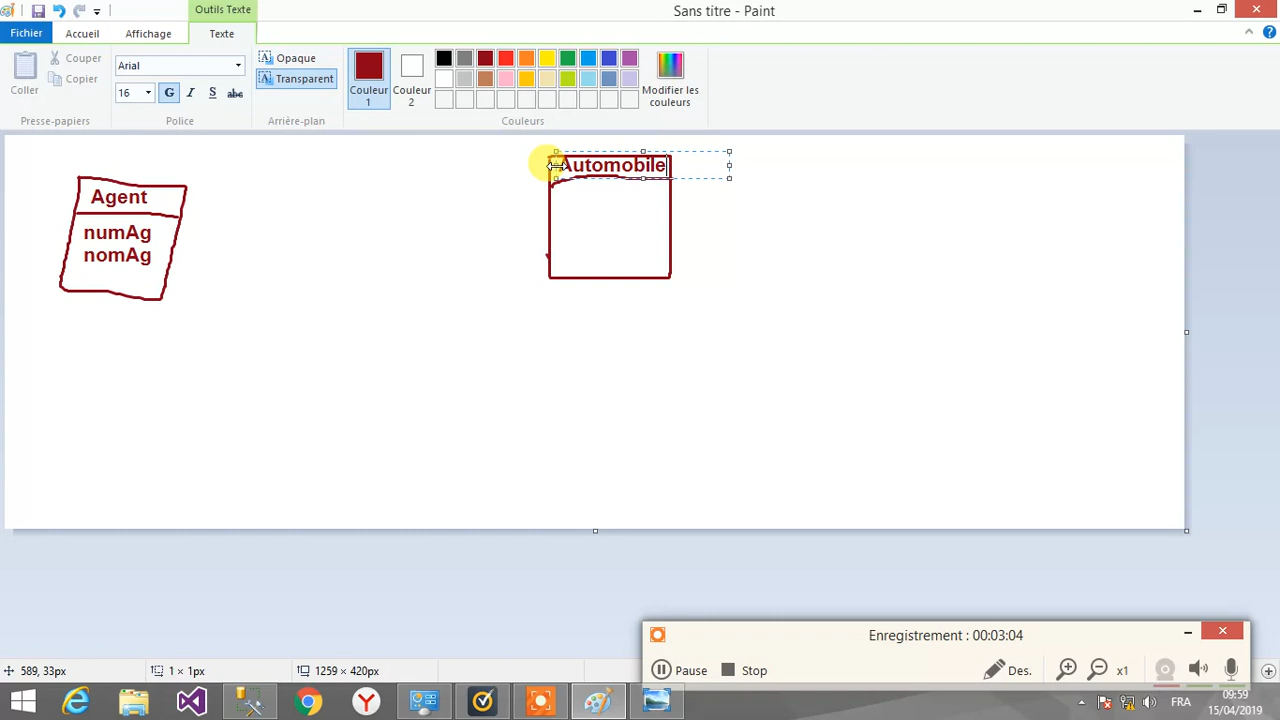 Outils Texte
Sans titre - Paint
Fichier
Accueil
Affichage
Texte
Coller
Couper
Copier
Presse-papiers
Arial
16
G I S abc
Police
Opaque
Transparent
Arrière-plan
Couleur
1
Couleur
2
Modifier les
couleurs
Couleurs
Agent
numAg
nomAg
Automobile
Enregistrement : 00:03:04
Pause
Stop
Des.
x1
589, 33px
1 × 1px
1259 × 420px
FRA
09:59
15/04/2019